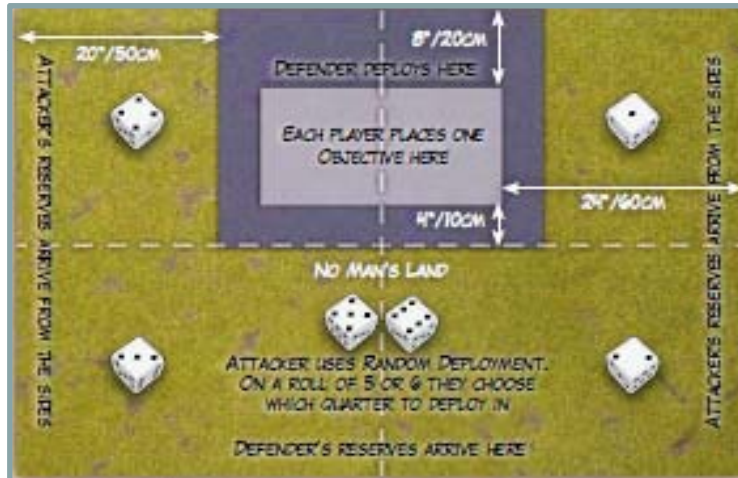 20"/50CM
8"/20CM
DEFENDER DEPLOYS HERE
ATTACKER'S RESERVES ARRIVE FROM THE SIDES
ATTACKER'S RESERVES ARRIVE FROM THE SIDES
EACH PLAYER PLACES ONE
OBJECTIVE HERE
24"/60CM
4"/10CM
NO MAN'S LAND
ATTACKER USES RANDOM DEPLOYMENT.
ON A ROLL OF 5 OR 6 THEY CHOOSE
WHICH QUARTER TO DEPLOY IN
DEFENDER'S RESERVES ARRIVE HERE